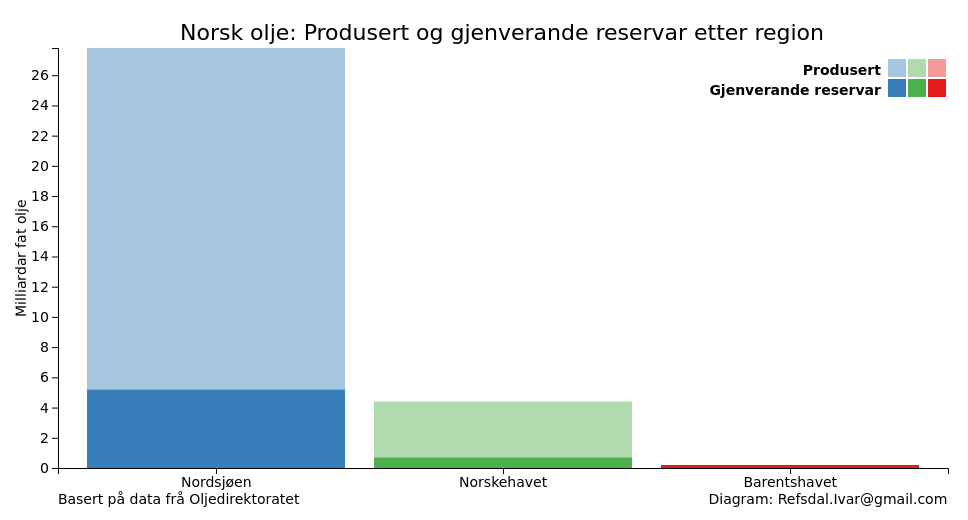 Norsk olje: Produsert og gjenverande reservar etter region
Produsert
Gjenverande reservar
Milliardar fat olje
26
24
22
20
18
16
14
12
10
8
6
4
2
0
Nordsjøen
Norskehavet
Barentshavet
Basert på data frå Oljedirektoratet
Diagram: Refsdal.Ivar@gmail.com